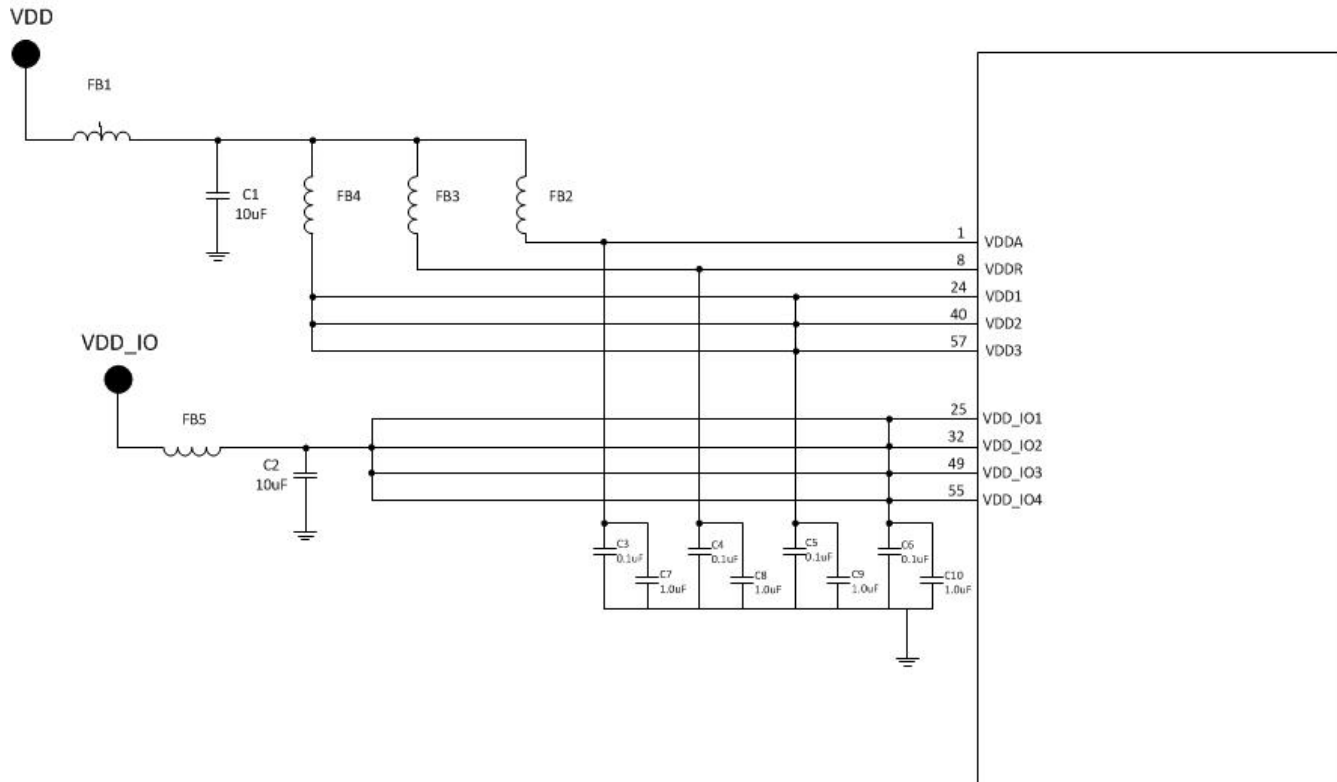 VDD
FB1
C1
10uF
FB4
FB3
FB2
1
VDDA
8
VDDR
24
VDD1
40
VDD2
57
VDD3
VDD_IO
FB5
C2
10uF
25
VDD_IO1
32
VDD_IO2
49
VDD_IO3
55
VDD_IO4
C3
0.1uF
C7
1.0uF
C4
0.1uF
C8
1.0uF
C5
0.1uF
C9
1.0uF
C6
0.1uF
C10
1.0uF